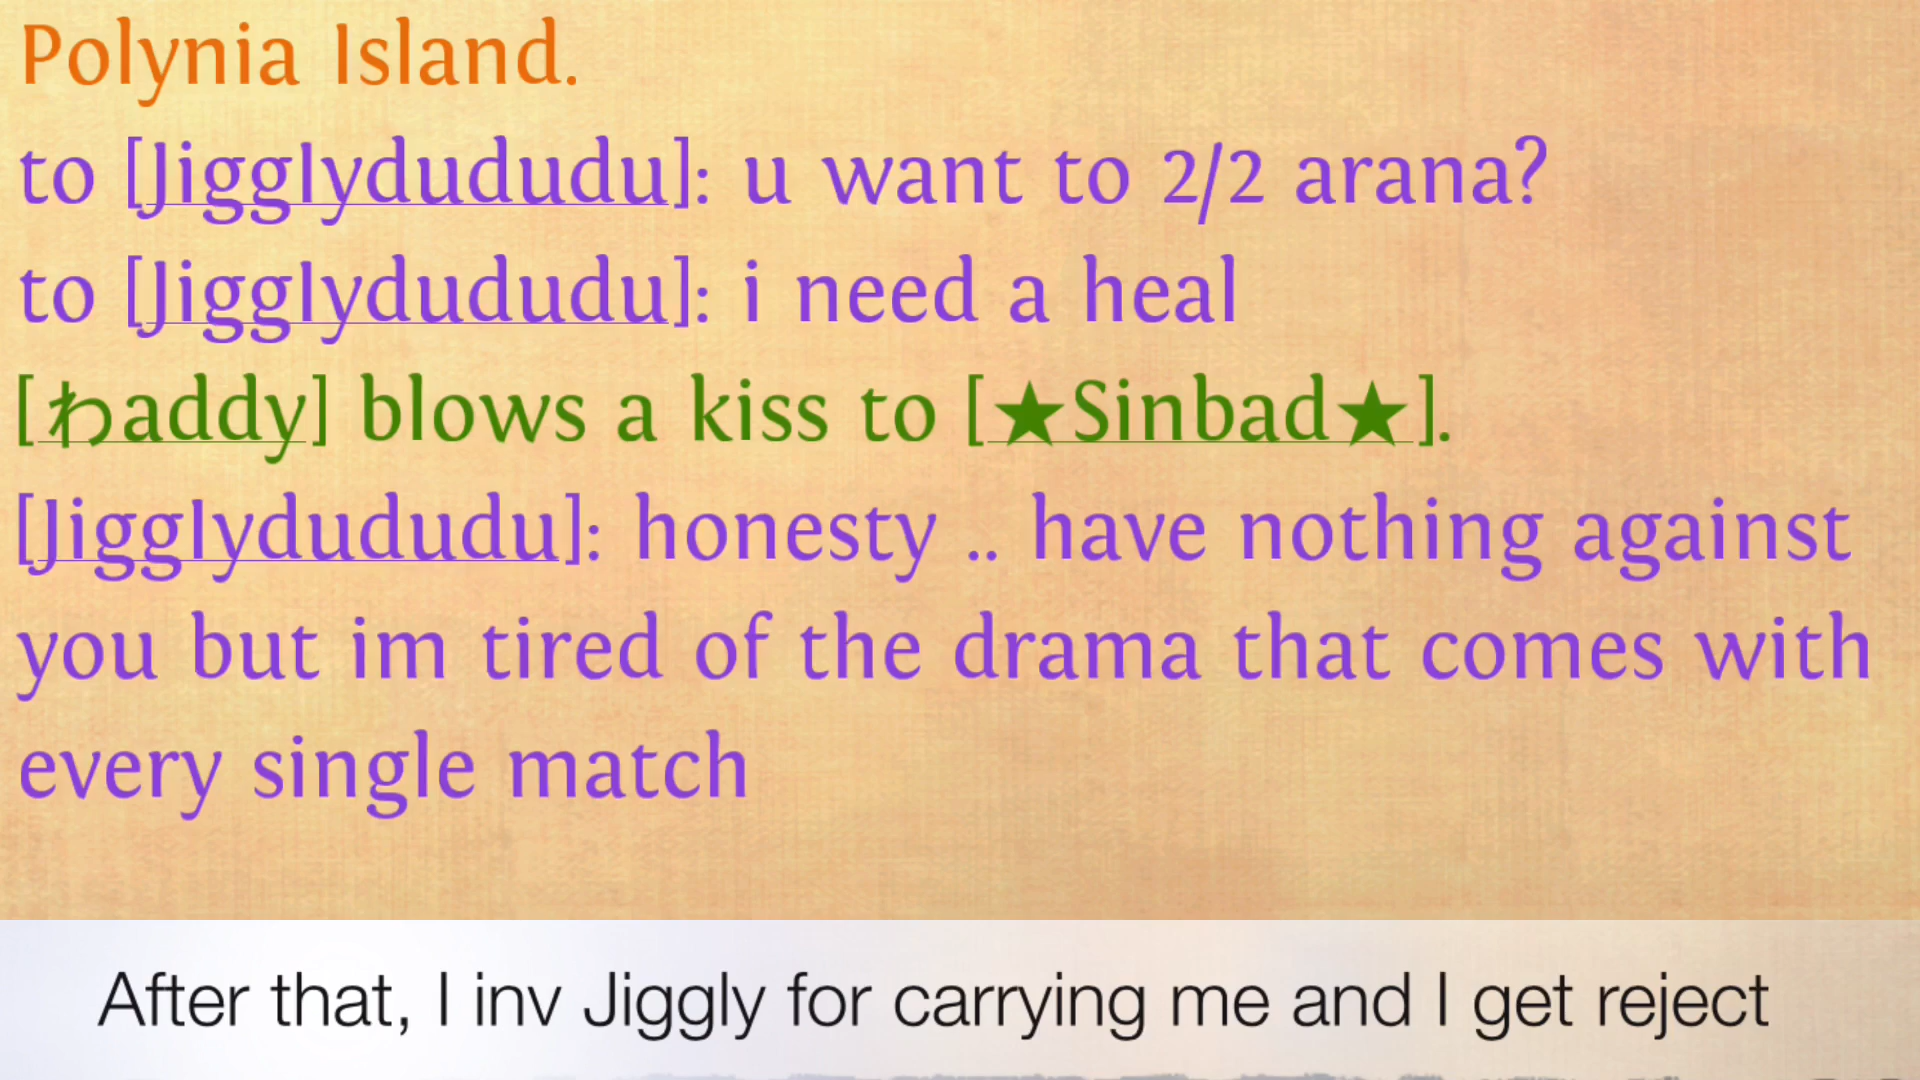 Polynia Island.
to [Jigglydududu]: u want to 2/2 arana?
to [Jigglydududu]: i need a heal
[わaddy] blows a kiss to [★Sinbad★].
[Jigglydududu]: honesty .. have nothing against
you but im tired of the drama that comes with
every single match
After that, I inv Jiggly for carrying me and I get reject